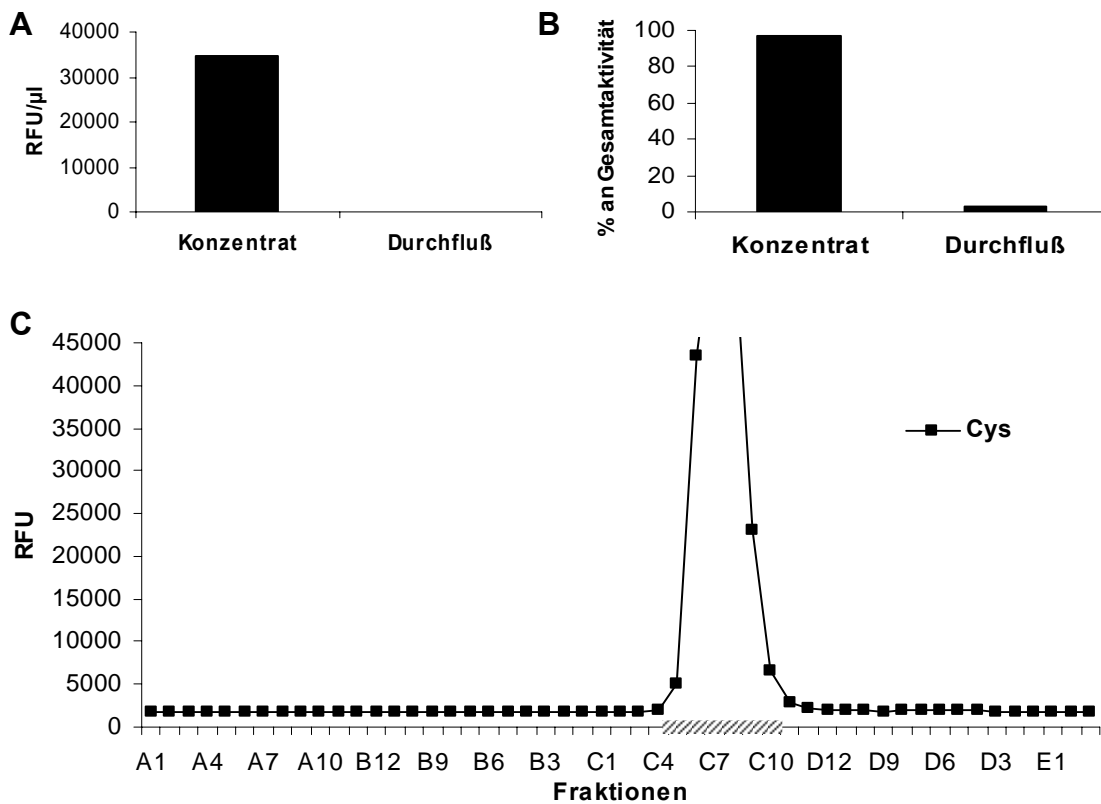 A
RFU/µl
40000
30000
20000
10000
0
Konzentrat Durchfluß
B
% an Gesamtaktivität
100
80
60
40
20
0
Konzentrat Durchfluß
C
RFU
45000
40000
35000
30000
25000
20000
15000
10000
5000
0
Cys
A1 A4 A7 A10 B12 B9 B6 B3 C1 C4 C7 C10 D12 D9 D6 D3 E1
Fraktionen